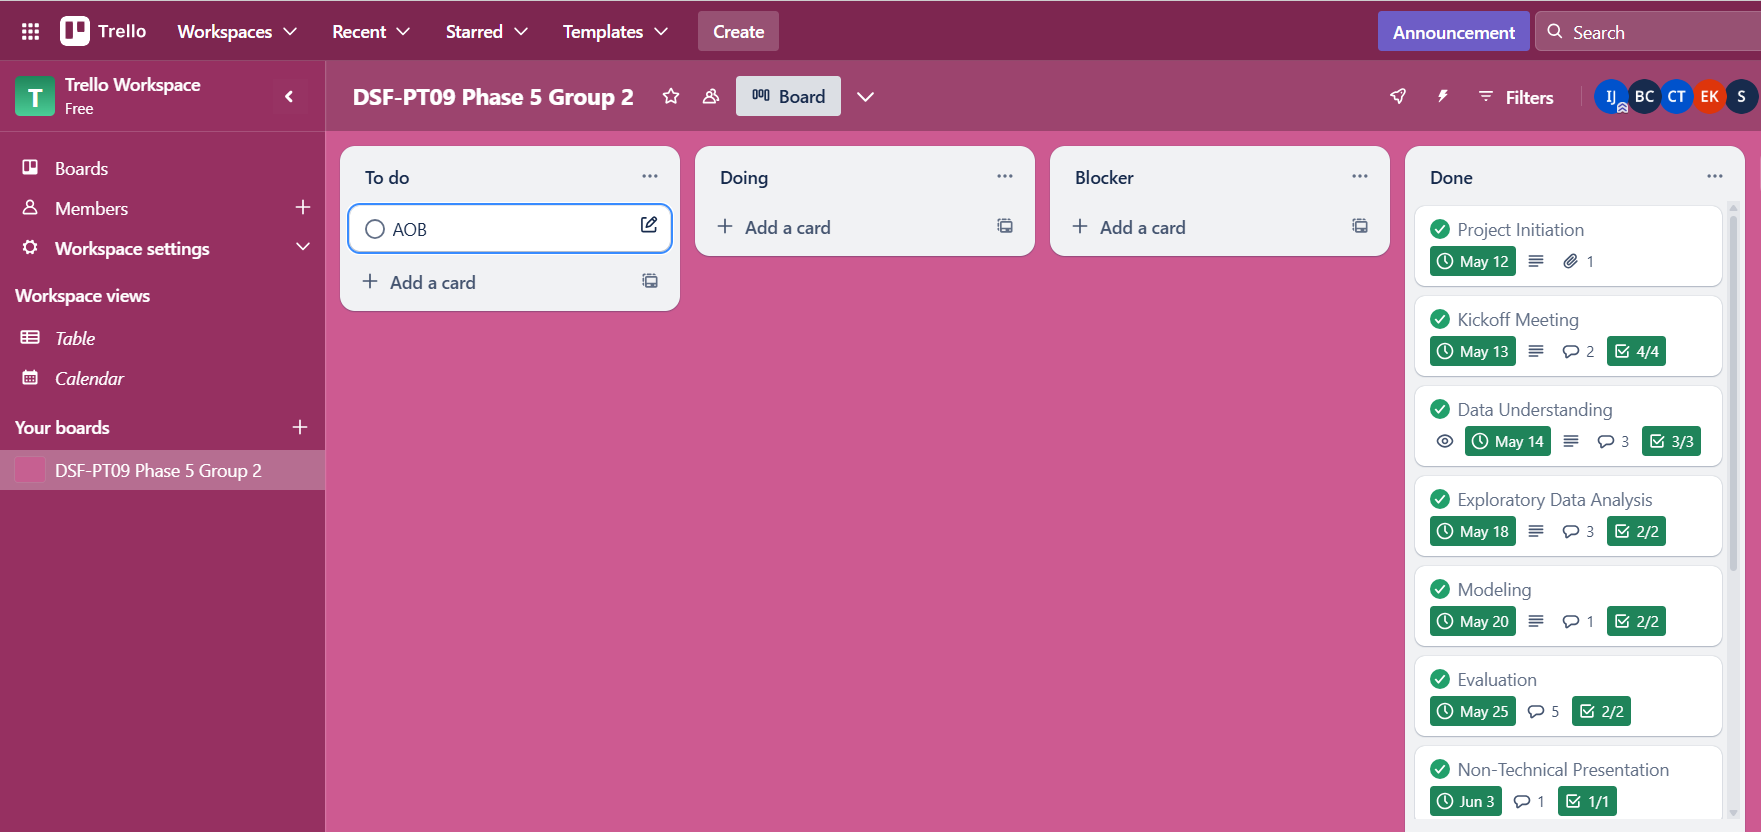 Trello
Workspaces
Recent
Starred
Templates
Create
Announcement
Search
T
Trello Workspace
Free
DSF-PT09 Phase 5 Group 2
Board
Filters
IJ
BC
CT
EK
S
Boards
Members
Workspace settings
Workspace views
Table
Calendar
Your boards
DSF-PT09 Phase 5 Group 2
To do
AOB
Add a card
Doing
Add a card
Blocker
Add a card
Done
Project Initiation
May 12 1
Kickoff Meeting
May 13 2 4/4
Data Understanding
May 14 3 3/3
Exploratory Data Analysis
May 18 3 2/2
Modeling
May 20 1 2/2
Evaluation
May 25 5 2/2
Non-Technical Presentation
Jun 3 1 1/1